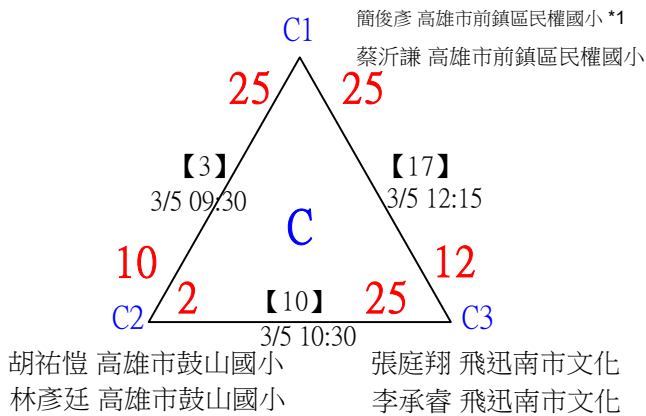 簡俊彥 高雄市前鎮區民權國小 *1
C1
蔡沂謙 高雄市前鎮區民權國小
25 25
【3】 【17】
3/5 09:30 3/5 12:15
C
10 12
2 【10】 25
C2 C3
3/5 10:30
胡祐愷 高雄市鼓山國小 張庭翔 飛迅南市文化
林彥廷 高雄市鼓山國小 李承睿 飛迅南市文化